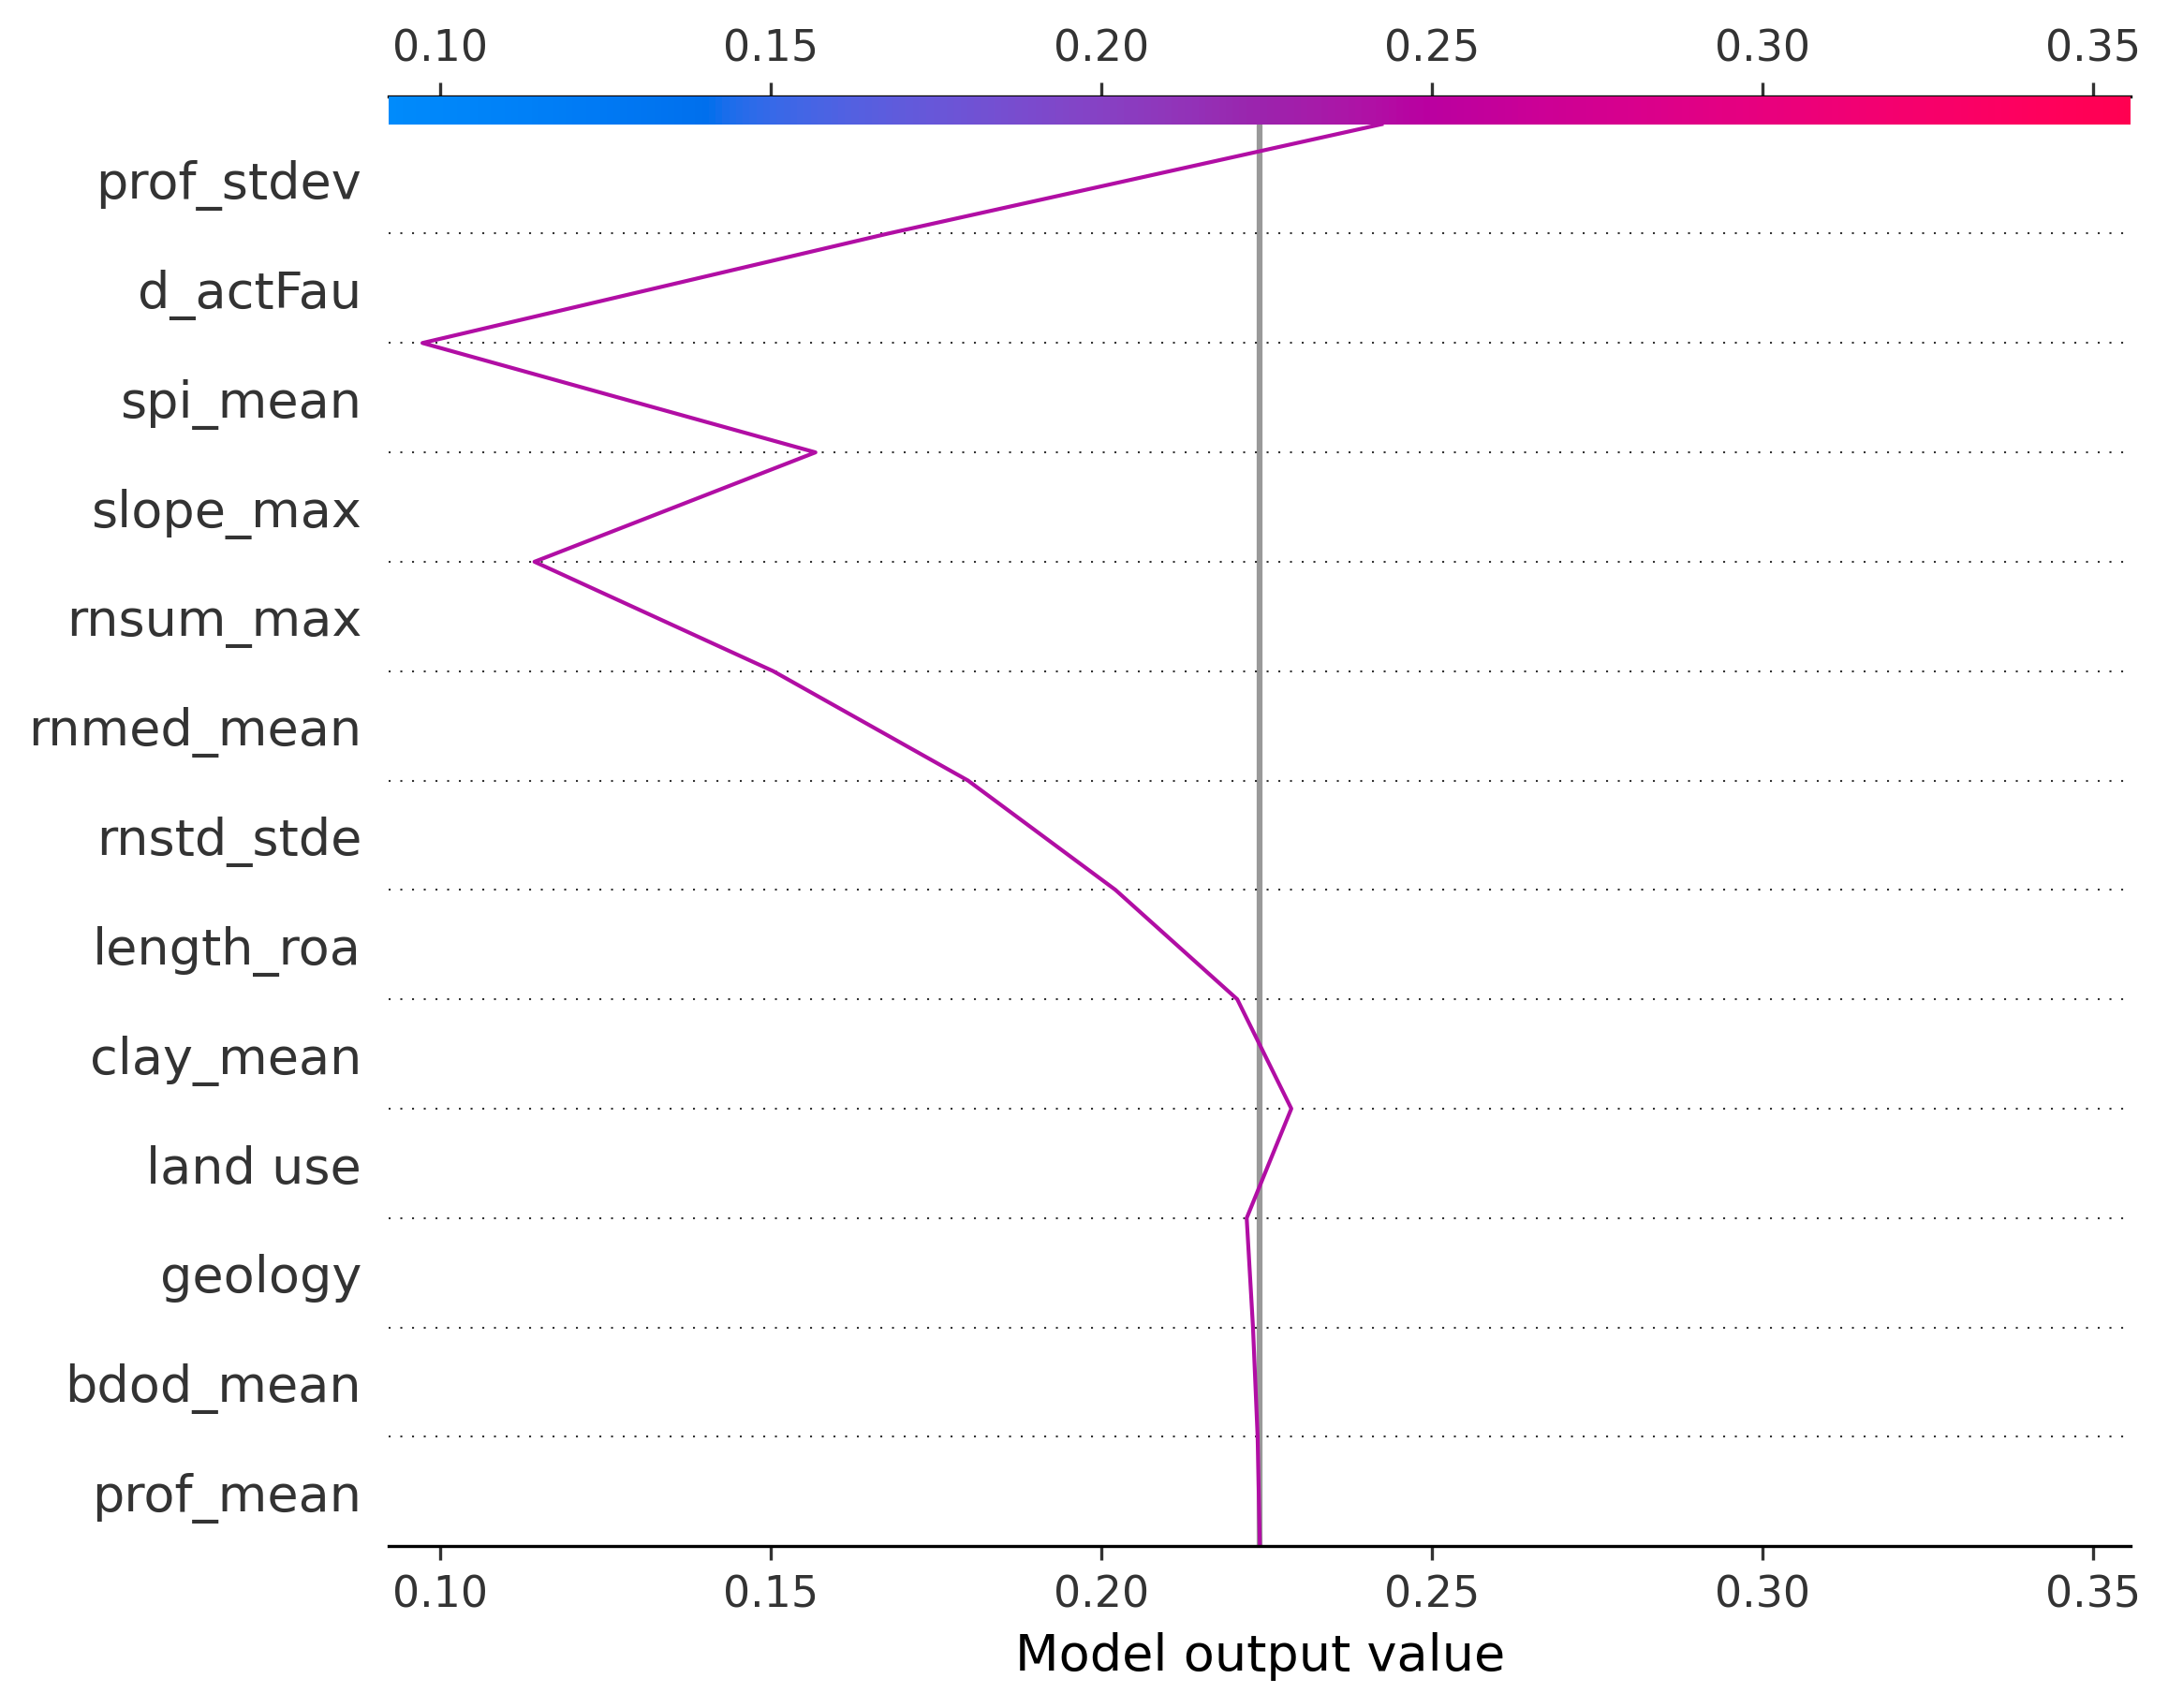 0.10 0.15 0.20 0.25 0.30 0.35
prof_stdev
d_actFau
spi_mean
slope_max
rnsum_max
rnmed_mean
rnstd_stde
length_roa
clay_mean
land use
geology
bdod_mean
prof_mean
0.10 0.15 0.20 0.25 0.30 0.35
Model output value